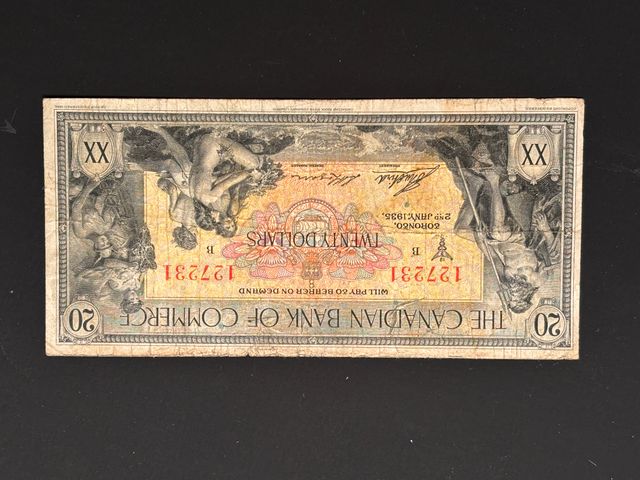 20 THE CANADIAN BANK OF COMMERCE 20
WILL PAY TO BEARER ON DEMAND
127231 127231
B B
TWENTY DOLLARS
TORONTO,
2ND JANY. 1935.
XX XX